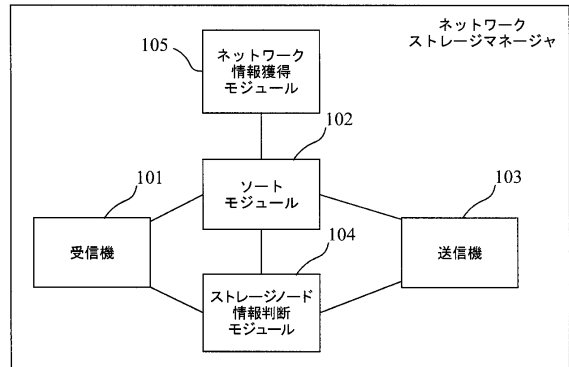 ネットワーク
ストレージマネージャ
105
ネットワーク
情報獲得
モジュール
102
ソート
モジュール
101
受信機
103
送信機
104
ストレージノード
情報判断
モジュール